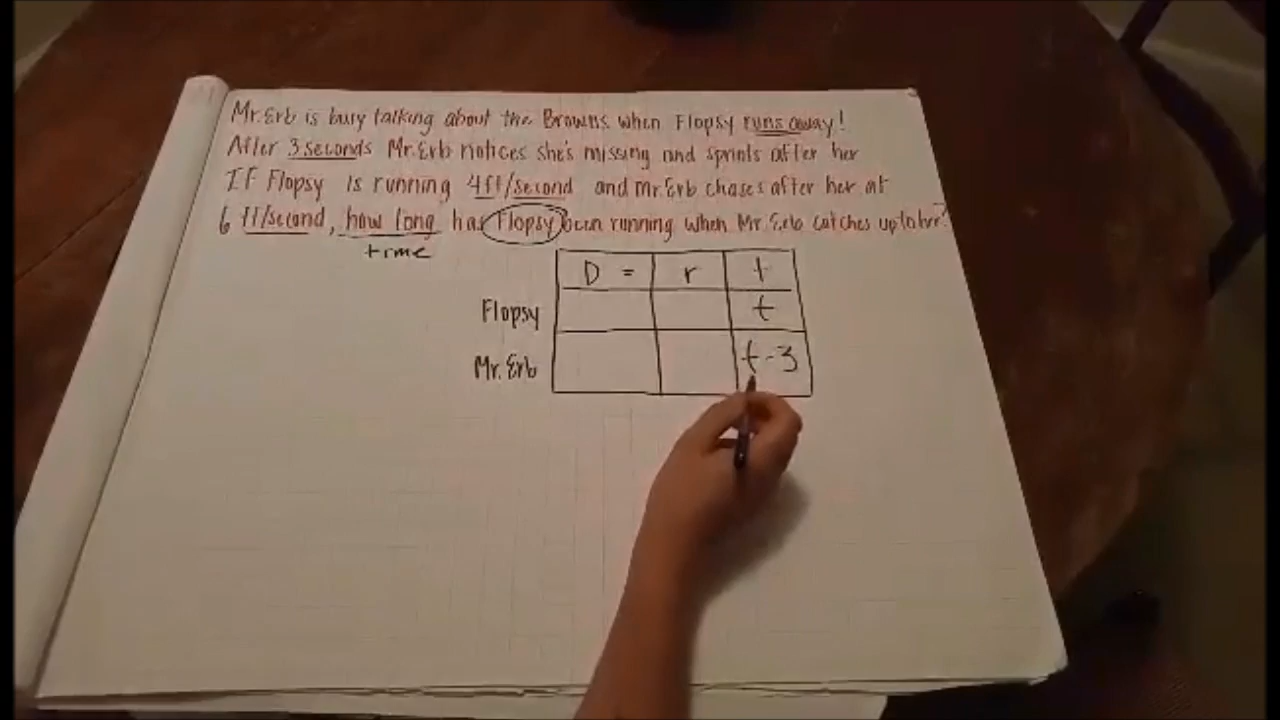 Mr. Erb is busy talking about the Browns when Flopsy runs away!
After 3 seconds Mr. Erb notices she's missing and sprints after her
If Flopsy is running 4ft/second and Mr. Erb chases after her at
6 ft/second, how long has Flopsy been running when Mr. Erb catches up to her?
time
D = r t
Flopsy t
Mr. Erb t-3